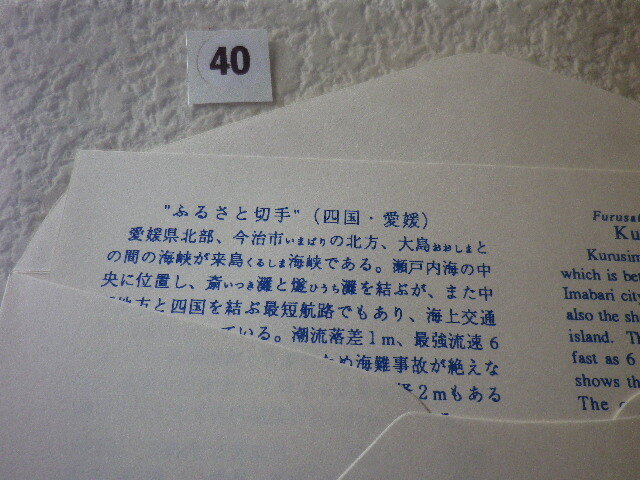 40
"ふるさと切手"（四国・愛媛）
愛媛県北部、今治市いまばりの北方、大島おおしまと
の間の海峡が来島くるしま海峡である。瀬戸内海の中
央に位置し、斎いつき灘と燧ひうち灘を結ぶが、また中
地方と四国を結ぶ最短航路でもあり、海上交通
ている。潮流落差1m、最強流速6
ため海難事故が絶えな
2mもある
Furusa
Ku
Kurusim
which is bet
Imabari city
also the sh
island. Th
fast as 6
shows th
The